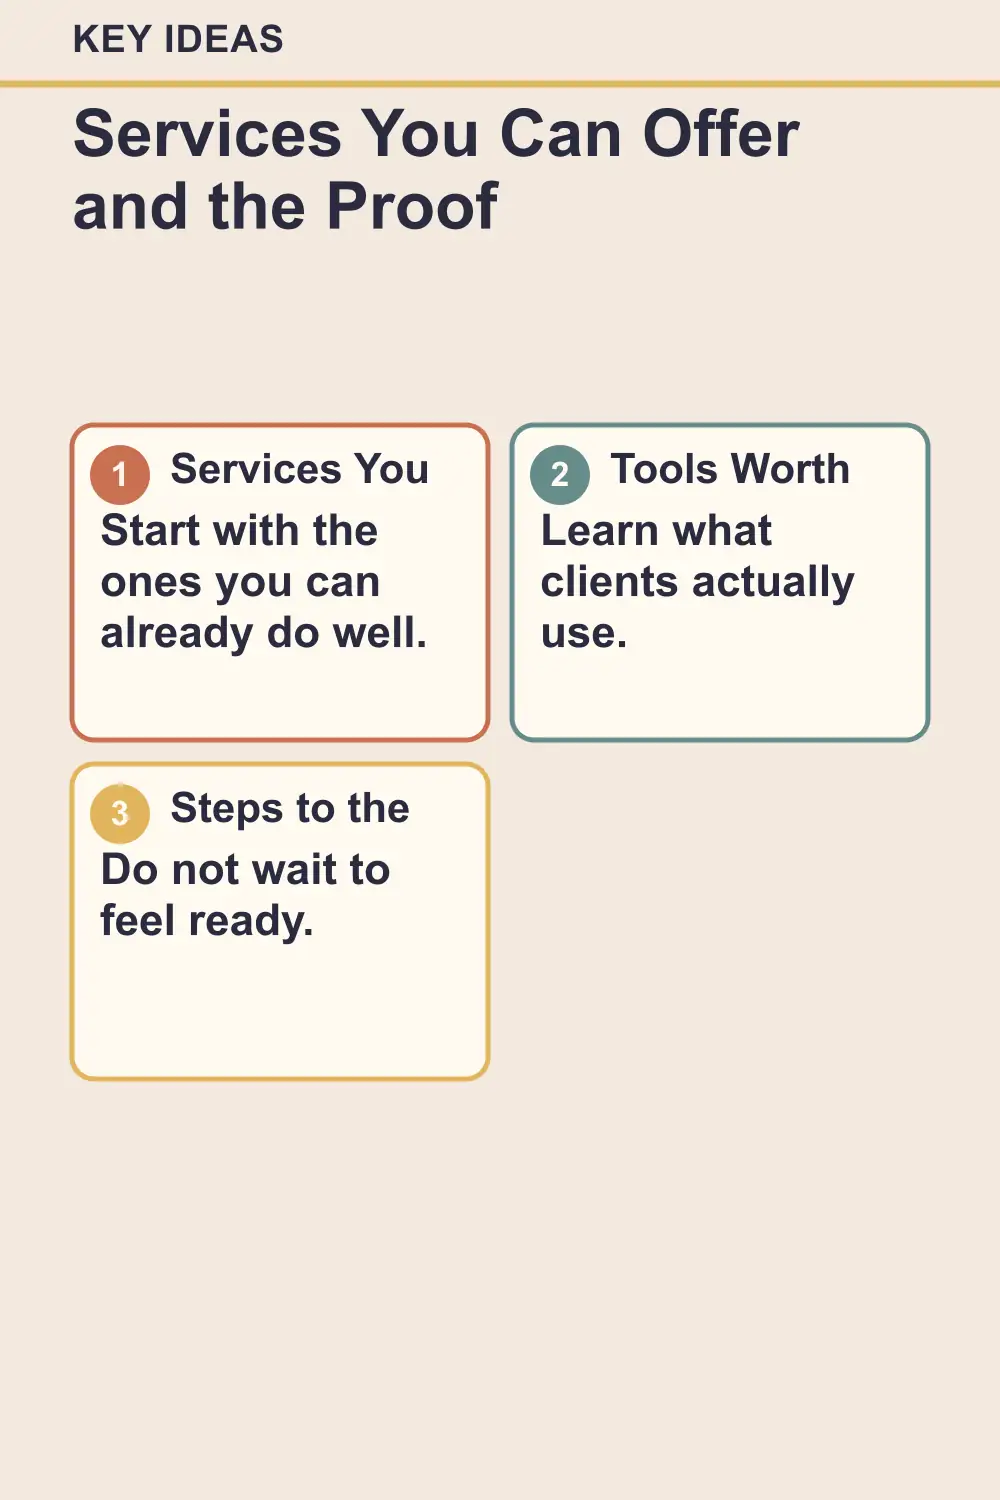 KEY IDEAS
Services You Can Offer
and the Proof
1 Services You
Start with the
ones you can
already do well.
2 Tools Worth
Learn what
clients actually
use.
3 Steps to the
Do not wait to
feel ready.